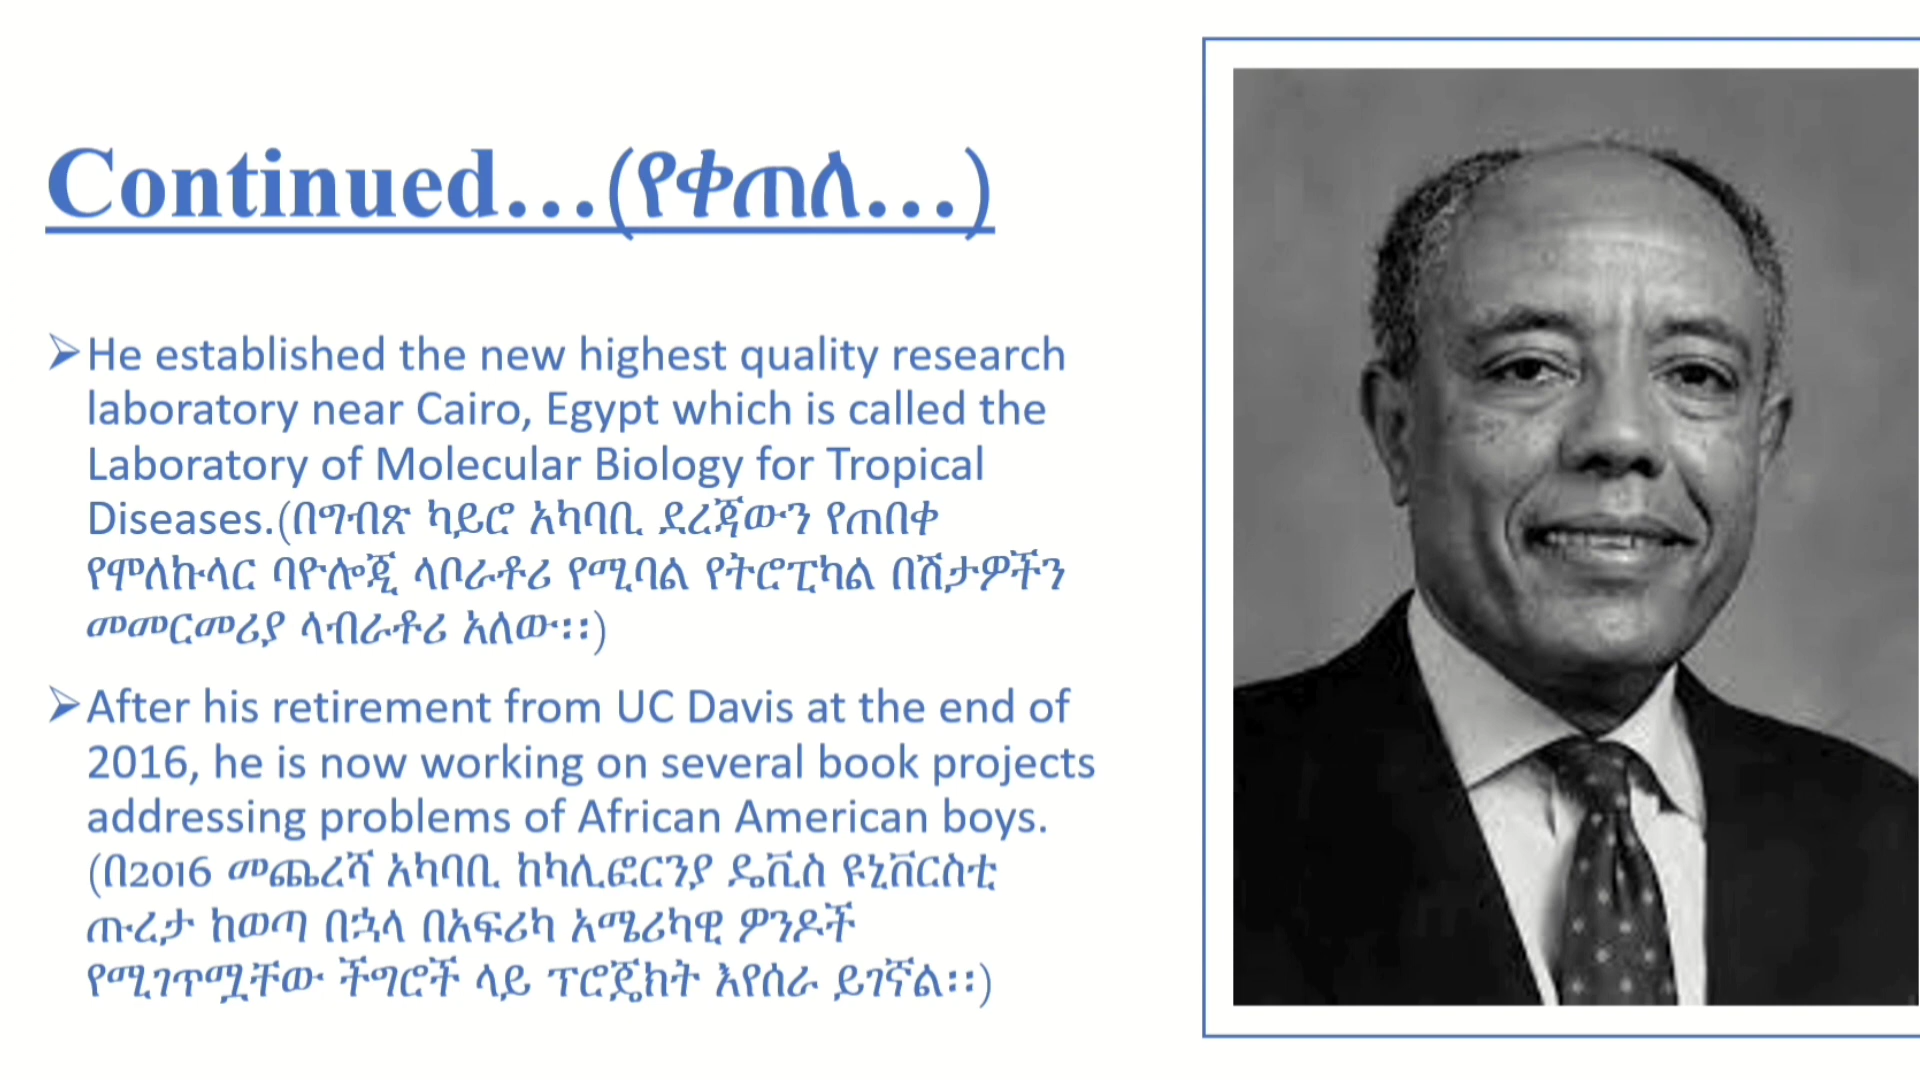 Continued…(የቀጠለ…)
➢He established the new highest quality research
laboratory near Cairo, Egypt which is called the
Laboratory of Molecular Biology for Tropical
Diseases.(በግብጽ ካይሮ አካባቢ ደረጃውን የጠበቀ
የሞለኩላር ባዮሎጂ ላቦራቶሪ የሚባል የትሮፒካል በሽታዎችን
መመርመሪያ ላብራቶሪ አለው፡፡)
➢After his retirement from UC Davis at the end of
2016, he is now working on several book projects
addressing problems of African American boys.
(በ2016 መጨረሻ አካባቢ ከካሊፎርንያ ዴቪስ ዩኒቨርስቲ
ጡረታ ከወጣ በኋላ በአፍሪካ አሜሪካዊ ዎንዶች
የሚገጥሟቸው ችግሮች ላይ ፕሮጄክት እየሰራ ይገኛል፡፡)